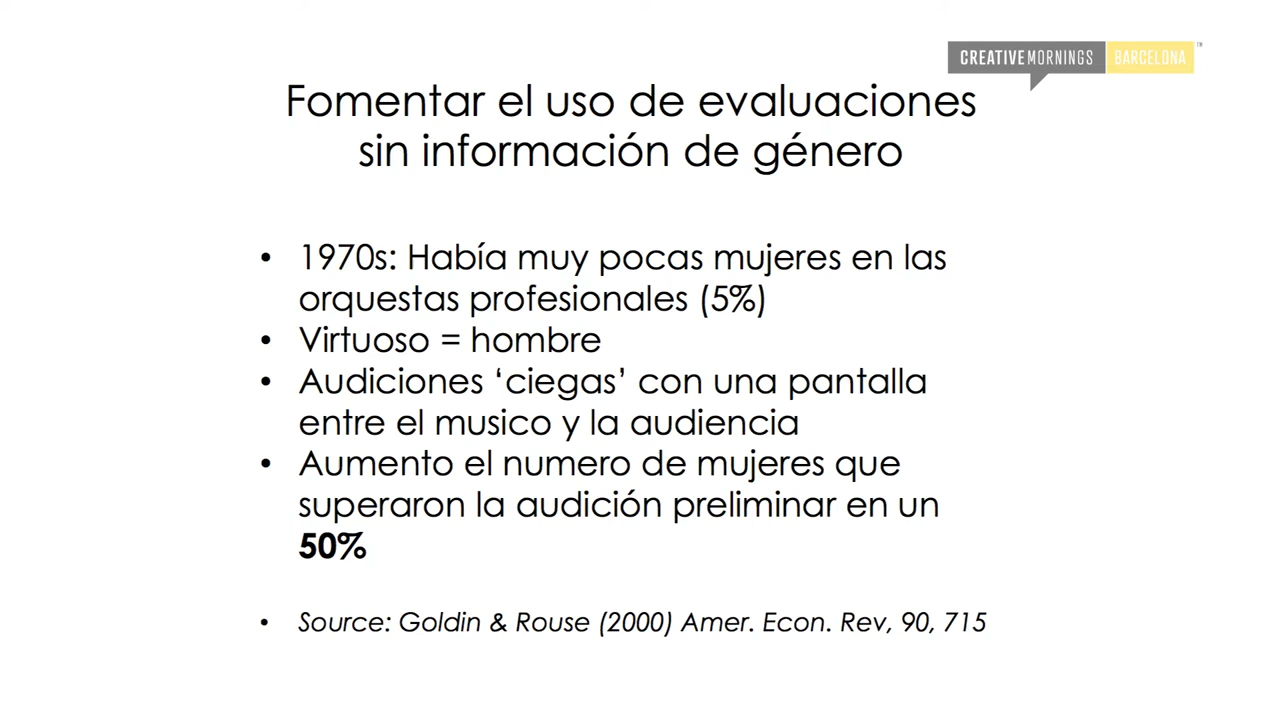 CREATIVEMORNINGS BARCELONA ™
Fomentar el uso de evaluaciones
sin información de género
• 1970s: Había muy pocas mujeres en las
orquestas profesionales (5%)
• Virtuoso = hombre
• Audiciones ‘ciegas’ con una pantalla
entre el musico y la audiencia
• Aumento el numero de mujeres que
superaron la audición preliminar en un
50%
• Source: Goldin & Rouse (2000) Amer. Econ. Rev, 90, 715